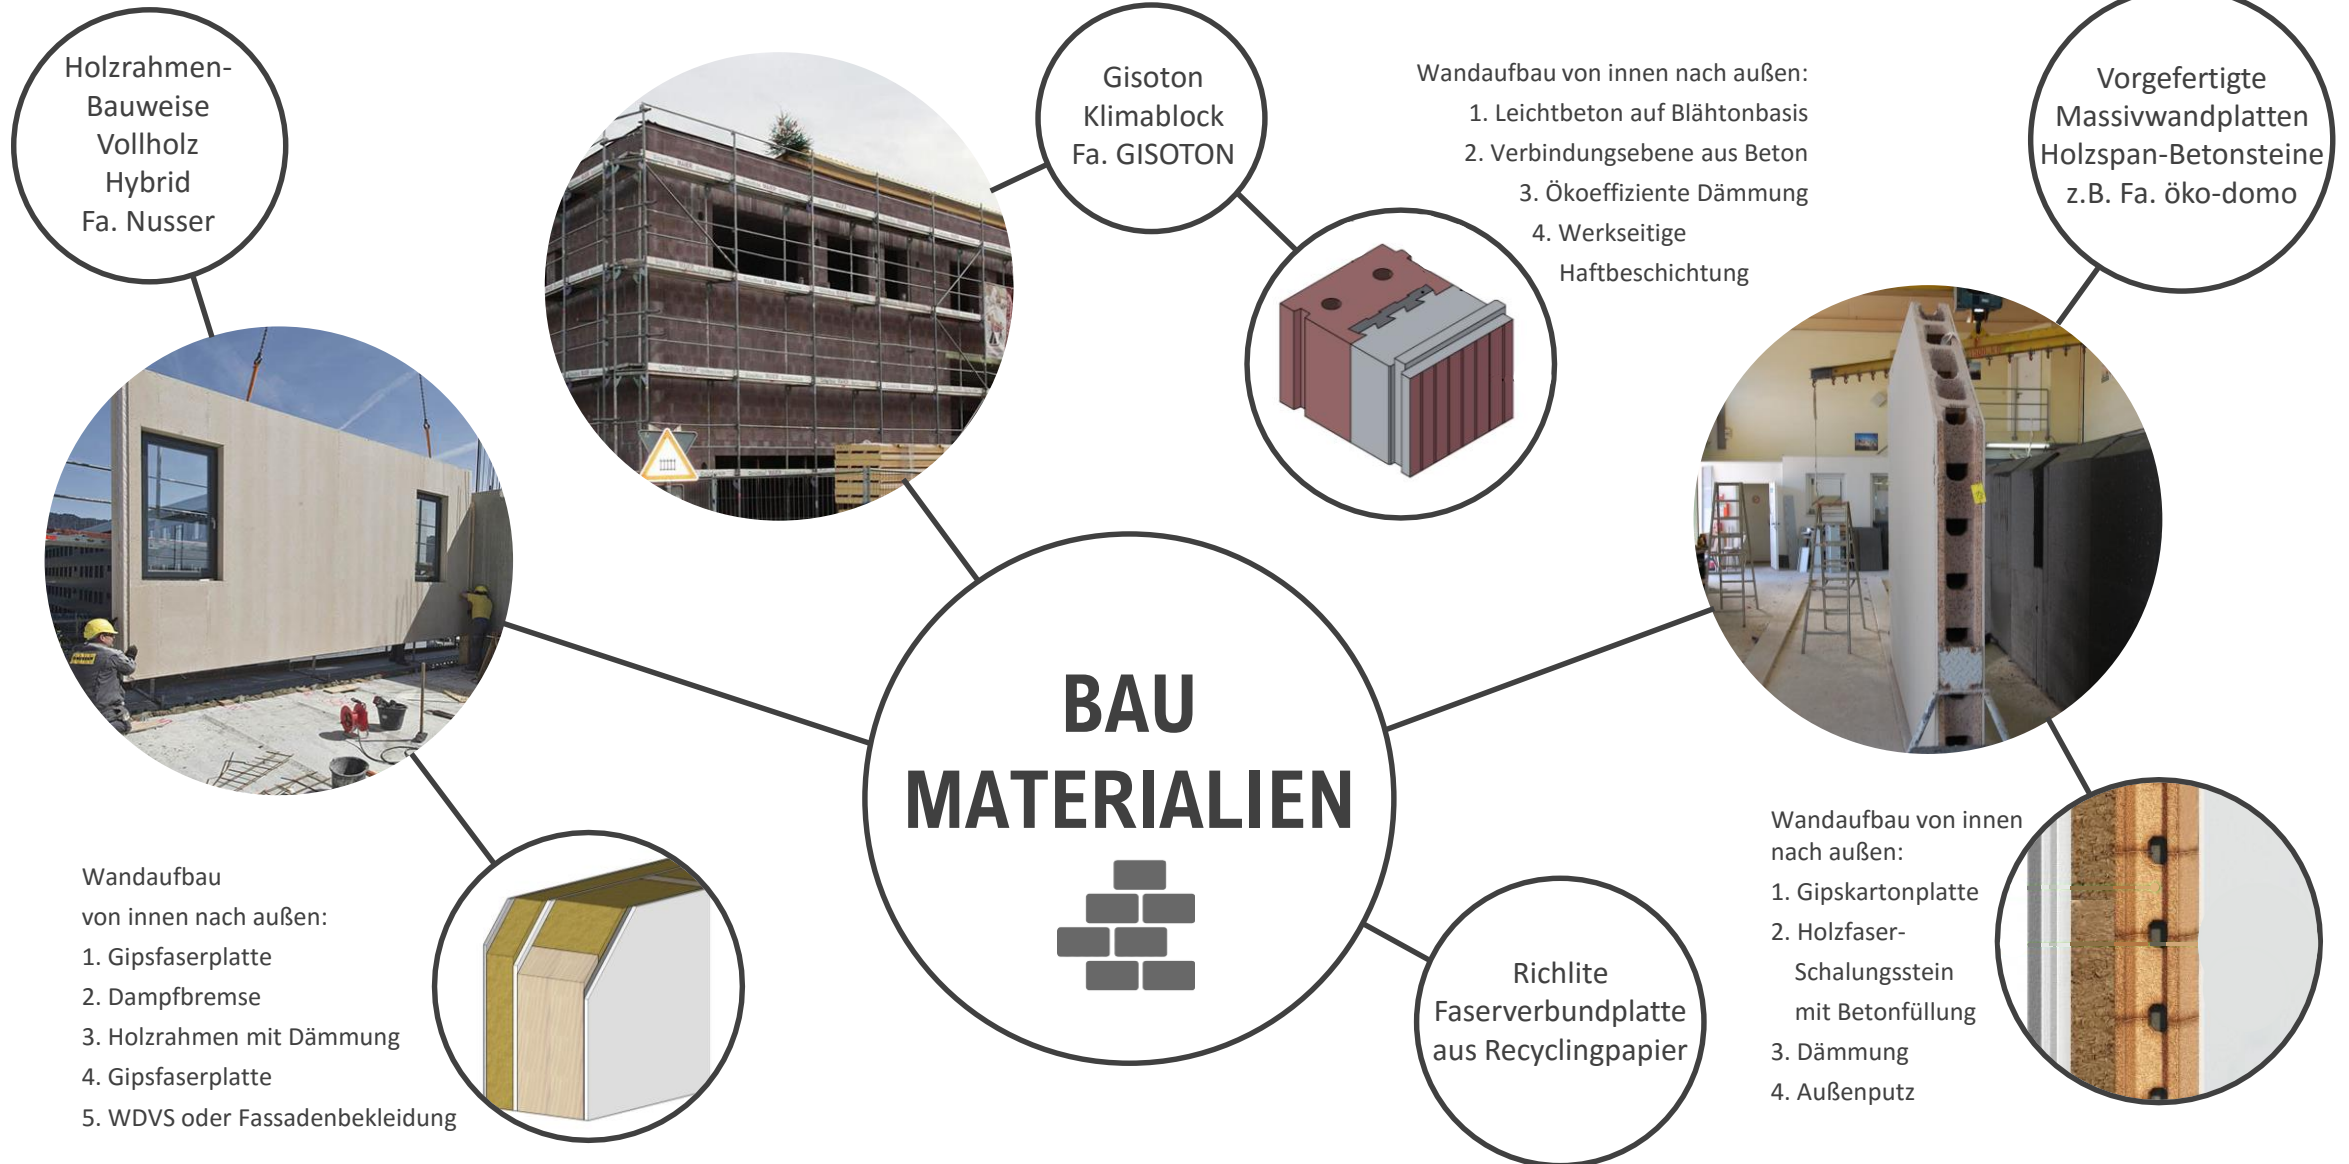 Holzrahmen-
Bauweise
Vollholz
Hybrid
Fa. Nusser
Gisoton
Klimablock
Fa. GISOTON
Wandaufbau von innen nach außen:
1. Leichtbeton auf Blähtonbasis
2. Verbindungsebene aus Beton
3. Ökoeffiziente Dämmung
4. Werkseitige
Haftbeschichtung
Vorgefertigte
Massivwandplatten
Holzspan-Betonsteine
z.B. Fa. öko-domo
BAU
MATERIALIEN
Wandaufbau
von innen nach außen:
1. Gipsfaserplatte
2. Dampfbremse
3. Holzrahmen mit Dämmung
4. Gipsfaserplatte
5. WDVS oder Fassadenbekleidung
Richlite
Faserverbundplatte
aus Recyclingpapier
Wandaufbau von innen
nach außen:
1. Gipskartonplatte
2. Holzfaser-
Schalungsstein
mit Betonfüllung
3. Dämmung
4. Außenputz